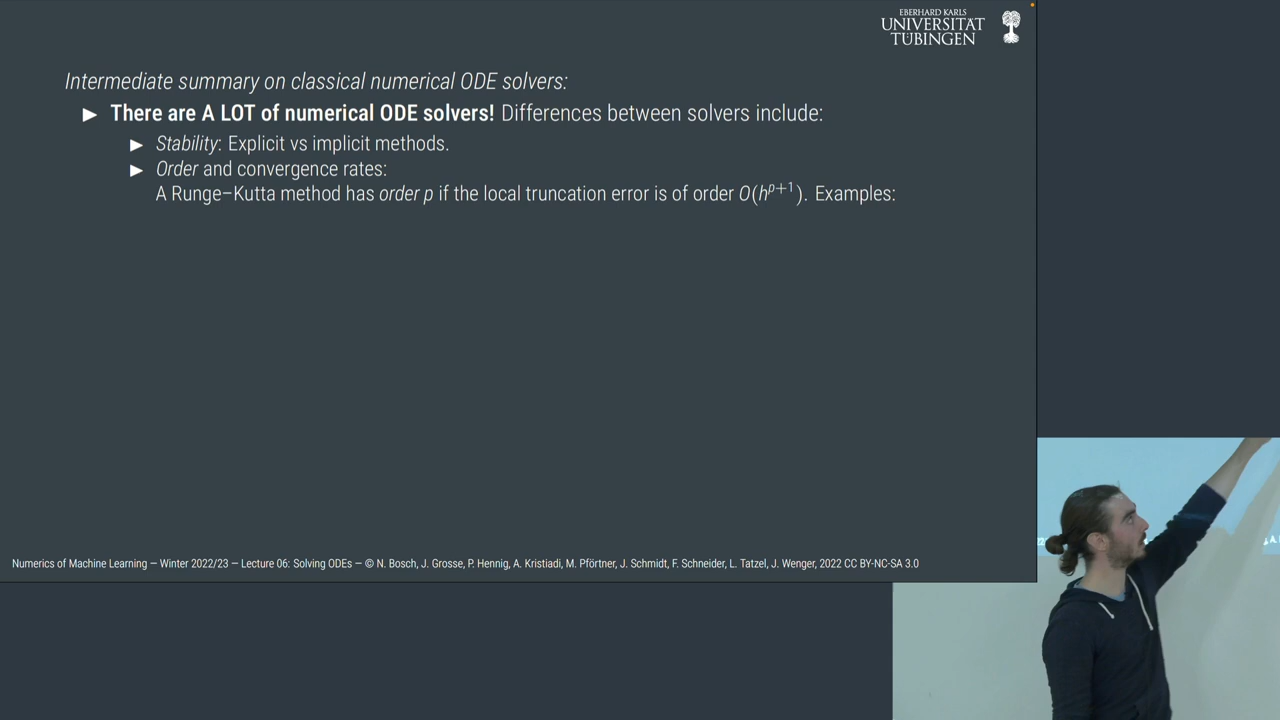 EBERHARD KARLS
UNIVERSITÄT
TÜBINGEN
Intermediate summary on classical numerical ODE solvers:
▶ There are A LOT of numerical ODE solvers! Differences between solvers include:
▶ Stability: Explicit vs implicit methods.
▶ Order and convergence rates:
A Runge–Kutta method has order p if the local truncation error is of order O(h^{p+1}). Examples:
Numerics of Machine Learning — Winter 2022/23 — Lecture 06: Solving ODEs — © N. Bosch, J. Grosse, P. Hennig, A. Kristiadi, M. Pförtner, J. Schmidt, F. Schneider, L. Tatzel, J. Wenger, 2022 CC BY-NC-SA 3.0